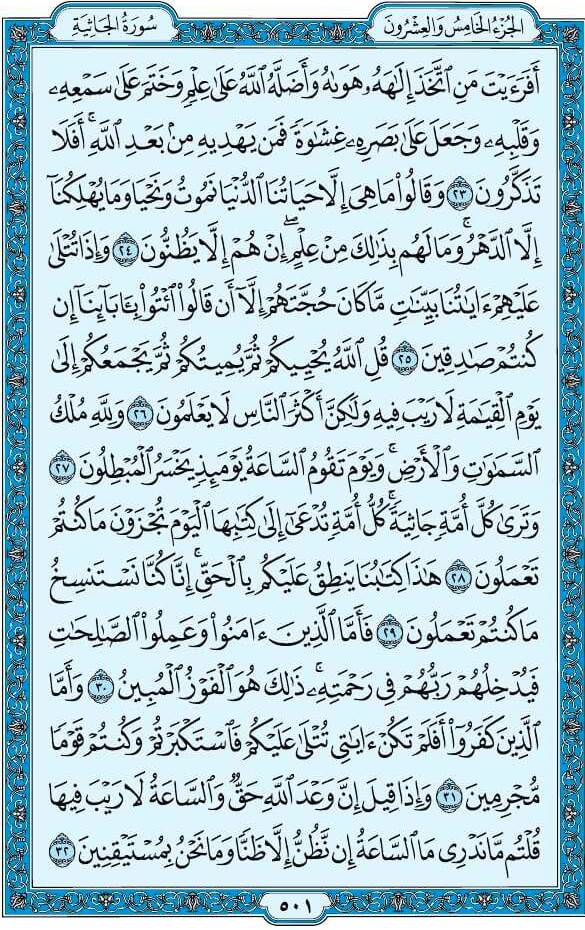 الجزء الخامس والعشرون
سورة الجاثية
أَفَرَءَيْتَ مَنِ ٱتَّخَذَ إِلَٰهَهُۥ هَوَىٰهُ وَأَضَلَّهُ ٱللَّهُ عَلَىٰ عِلْمٍ وَخَتَمَ عَلَىٰ سَمْعِهِۦ
وَقَلْبِهِۦ وَجَعَلَ عَلَىٰ بَصَرِهِۦ غِشَٰوَةً فَمَن يَهْدِيهِ مِنۢ بَعْدِ ٱللَّهِ ۚ أَفَلَا
تَذَكَّرُونَ ٢٣ وَقَالُوا۟ مَا هِىَ إِلَّا حَيَاتُنَا ٱلدُّنْيَا نَمُوتُ وَنَحْيَا وَمَا يُهْلِكُنَآ
إِلَّا ٱلدَّهْرُ ۚ وَمَا لَهُم بِذَٰلِكَ مِنْ عِلْمٍ ۖ إِنْ هُمْ إِلَّا يَظُنُّونَ ٢٤ وَإِذَا تُتْلَىٰ
عَلَيْهِمْ ءَايَٰتُنَا بَيِّنَٰتٍ مَّا كَانَ حُجَّتَهُمْ إِلَّآ أَن قَالُوا۟ ٱئْتُوا۟ بِـَٔابَآئِنَآ إِن
كُنتُمْ صَٰدِقِينَ ٢٥ قُلِ ٱللَّهُ يُحْيِيكُمْ ثُمَّ يُمِيتُكُمْ ثُمَّ يَجْمَعُكُمْ إِلَىٰ
يَوْمِ ٱلْقِيَٰمَةِ لَا رَيْبَ فِيهِ وَلَٰكِنَّ أَكْثَرَ ٱلنَّاسِ لَا يَعْلَمُونَ ٢٦ وَلِلَّهِ مُلْكُ
ٱلسَّمَٰوَٰتِ وَٱلْأَرْضِ ۚ وَيَوْمَ تَقُومُ ٱلسَّاعَةُ يَوْمَئِذٍ يَخْسَرُ ٱلْمُبْطِلُونَ ٢٧
وَتَرَىٰ كُلَّ أُمَّةٍ جَاثِيَةً ۚ كُلُّ أُمَّةٍ تُدْعَىٰٓ إِلَىٰ كِتَٰبِهَا ٱلْيَوْمَ تُجْزَوْنَ مَا كُنتُمْ
تَعْمَلُونَ ٢٨ هَٰذَا كِتَٰبُنَا يَنطِقُ عَلَيْكُم بِٱلْحَقِّ ۚ إِنَّا كُنَّا نَسْتَنسِخُ
مَا كُنتُمْ تَعْمَلُونَ ٢٩ فَأَمَّا ٱلَّذِينَ ءَامَنُوا۟ وَعَمِلُوا۟ ٱلصَّٰلِحَٰتِ
فَيُدْخِلُهُمْ رَبُّهُمْ فِى رَحْمَتِهِۦ ۚ ذَٰلِكَ هُوَ ٱلْفَوْزُ ٱلْمُبِينُ ٣٠ وَأَمَّا
ٱلَّذِينَ كَفَرُوٓا۟ أَفَلَمْ تَكُنْ ءَايَٰتِى تُتْلَىٰ عَلَيْكُمْ فَٱسْتَكْبَرْتُمْ وَكُنتُمْ قَوْمًا
مُّجْرِمِينَ ٣١ وَإِذَا قِيلَ إِنَّ وَعْدَ ٱللَّهِ حَقٌّ وَٱلسَّاعَةُ لَا رَيْبَ فِيهَا
قُلْتُم مَّا نَدْرِى مَا ٱلسَّاعَةُ إِن نَّظُنُّ إِلَّا ظَنًّا وَمَا نَحْنُ بِمُسْتَيْقِنِينَ ٣٢
٥٠١